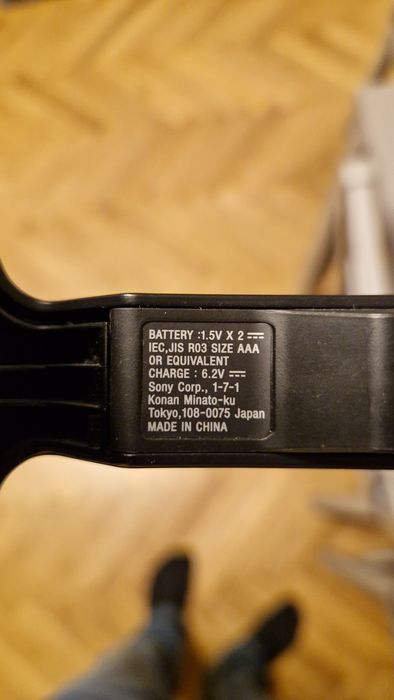 BATTERY :1.5V X 2 ⎓
IEC,JIS R03 SIZE AAA
OR EQUIVALENT
CHARGE : 6.2V ⎓
Sony Corp., 1-7-1
Konan Minato-ku
Tokyo,108-0075 Japan
MADE IN CHINA